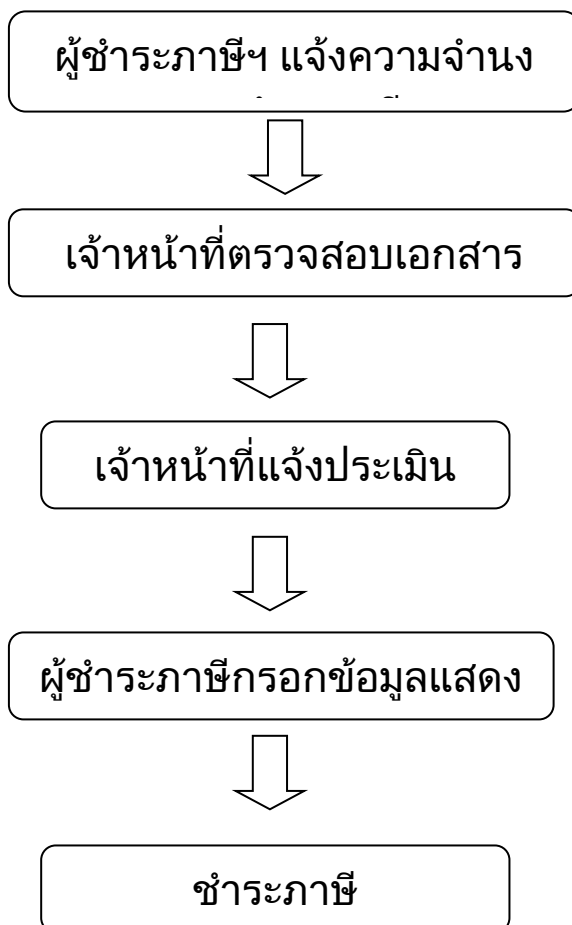 ผู้ชำระภาษีฯ แจ้งความจำนง
เจ้าหน้าที่ตรวจสอบเอกสาร
เจ้าหน้าที่แจ้งประเมิน
ผู้ชำระภาษีกรอกข้อมูลแสดง
ชำระภาษี